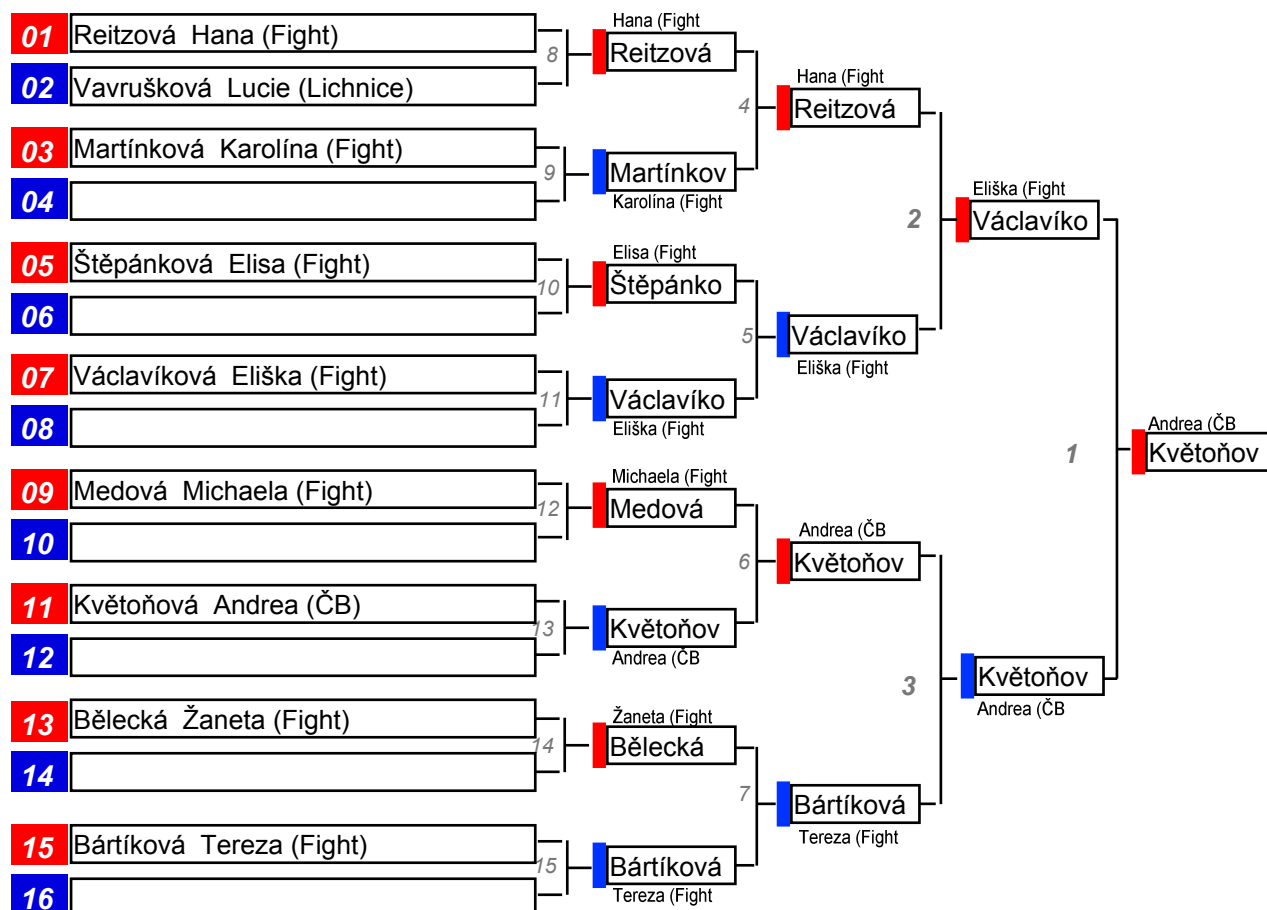 01 Reitzová  Hana (Fight)
02 Vavrušková  Lucie (Lichnice)
03 Martínková  Karolína (Fight)
04
05 Štěpánková  Elisa (Fight)
06
07 Václavíková  Eliška (Fight)
08
09 Medová  Michaela (Fight)
10
11 Květoňová  Andrea (ČB)
12
13 Bělecká  Žaneta (Fight)
14
15 Bártíková  Tereza (Fight)
16
8
9
10
11
12
13
14
15
Hana (Fight
Reitzová
Martínkov
Karolína (Fight
Elisa (Fight
Štěpánko
Václavíko
Eliška (Fight
Michaela (Fight
Medová
Květoňov
Andrea (ČB
Žaneta (Fight
Bělecká
Bártíková
Tereza (Fight
4
5
6
7
Hana (Fight
Reitzová
Václavíko
Eliška (Fight
Andrea (ČB
Květoňov
Bártíková
Tereza (Fight
2
3
Eliška (Fight
Václavíko
Květoňov
Andrea (ČB
1
Andrea (ČB
Květoňov